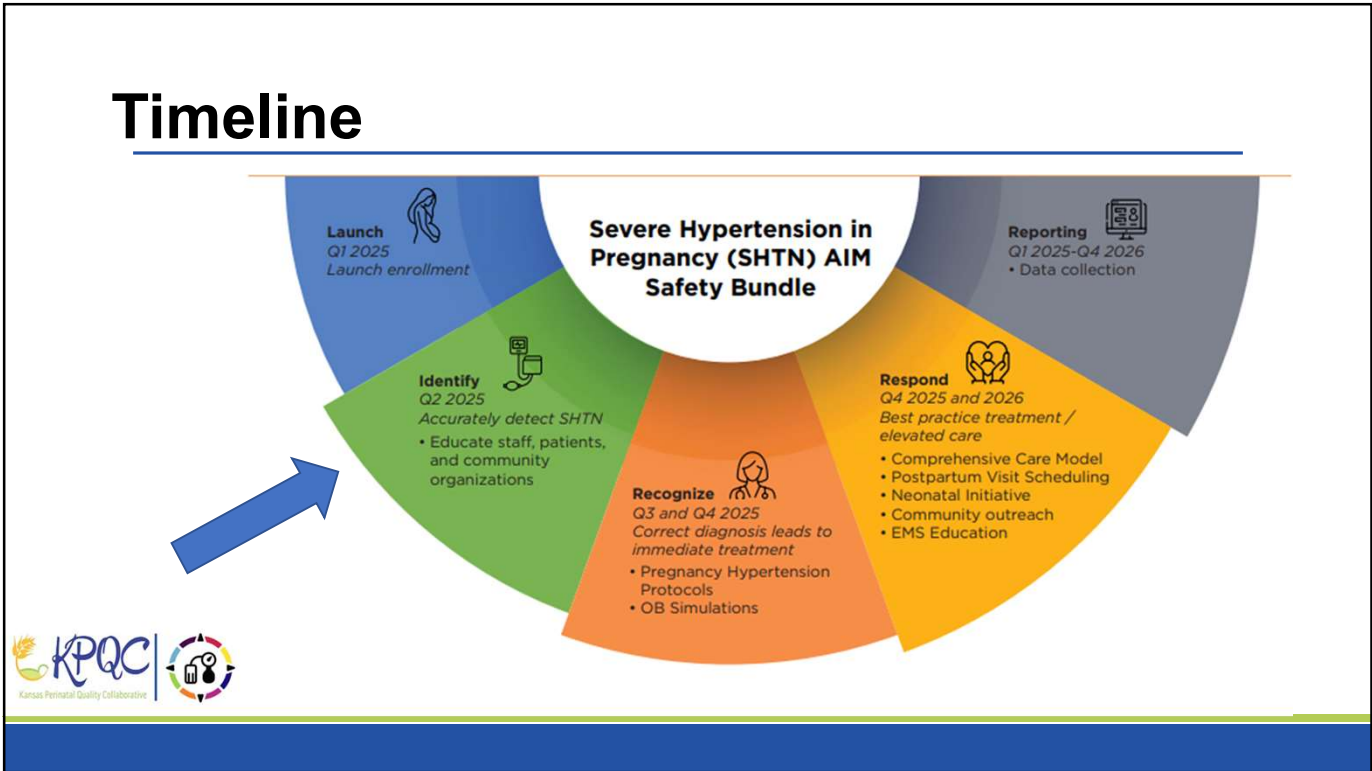 Timeline
Severe Hypertension in
Pregnancy (SHTN) AIM
Safety Bundle
Launch
Q1 2025
Launch enrollment
Identify
Q2 2025
Accurately detect SHTN
• Educate staff, patients,
and community
organizations
Recognize
Q3 and Q4 2025
Correct diagnosis leads to
immediate treatment
• Pregnancy Hypertension
Protocols
• OB Simulations
Respond
Q4 2025 and 2026
Best practice treatment /
elevated care
• Comprehensive Care Model
• Postpartum Visit Scheduling
• Neonatal Initiative
• Community outreach
• EMS Education
Reporting
Q1 2025-Q4 2026
• Data collection
KPQC
Kansas Perinatal Quality Collaborative